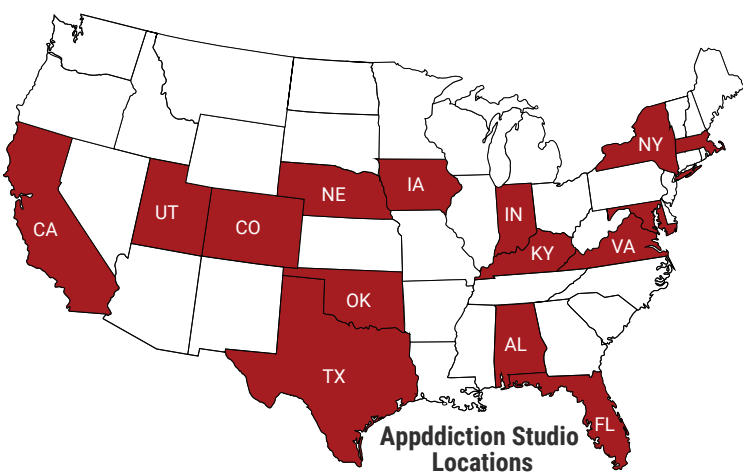 NY
IA
NE
IN
UT
CO
CA
VA
KY
OK
AL
TX
FL
Appddiction Studio
Locations